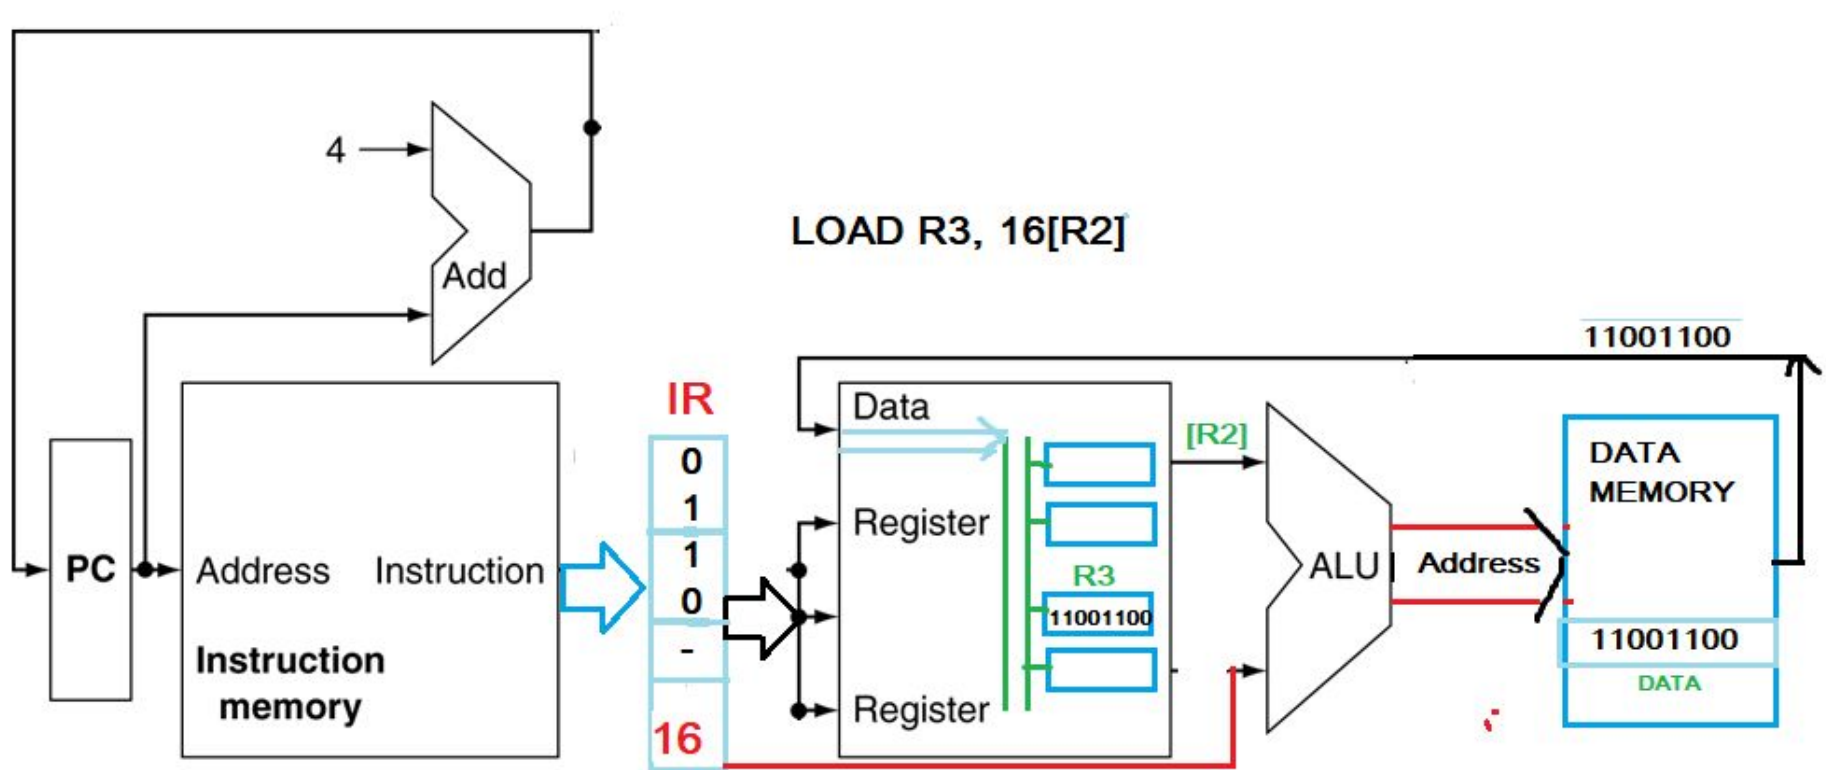 4
Add
LOAD R3, 16[R2]
11001100
IR
0
1
1
0
-
16
PC
Address
Instruction
Instruction
memory
Data
Register
Register
R3
11001100
[R2]
ALU
Address
DATA
MEMORY
11001100
DATA